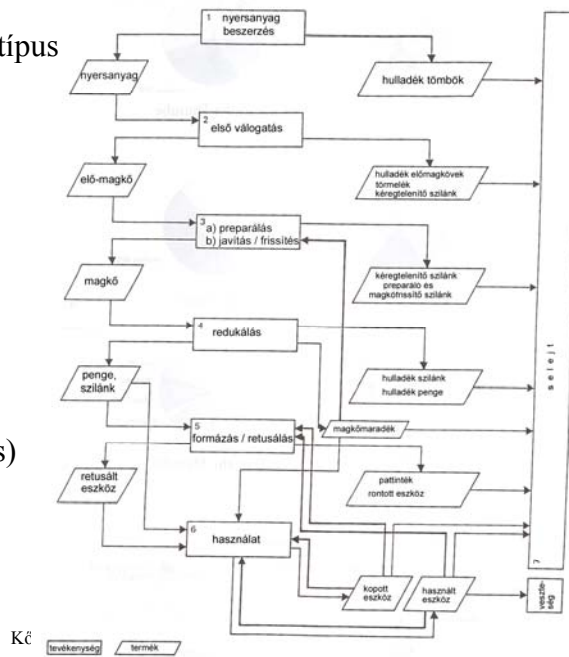 1 nyersanyag
beszerzés
típus
nyersanyag
hulladék tömbök
2 első válogatás
elő-magkő
hulladék előmagkövek
törmelék
kéregtelenítő szilánk
3 a) preparálás
b) javítás / frissítés
magkő
kéregtelenítő szilánk
preparáló és
magkőfrissítő szilánk
4 redukálás
penge,
szilánk
hulladék szilánk
hulladék penge
selejt
5 formázás / retusálás
magkőmaradék
s)
retusált
eszköz
pattinték
rontott eszköz
6 használat
7
kopott
eszköz
használt
eszköz
veszte-
ség
Kő
tevékenység
termék